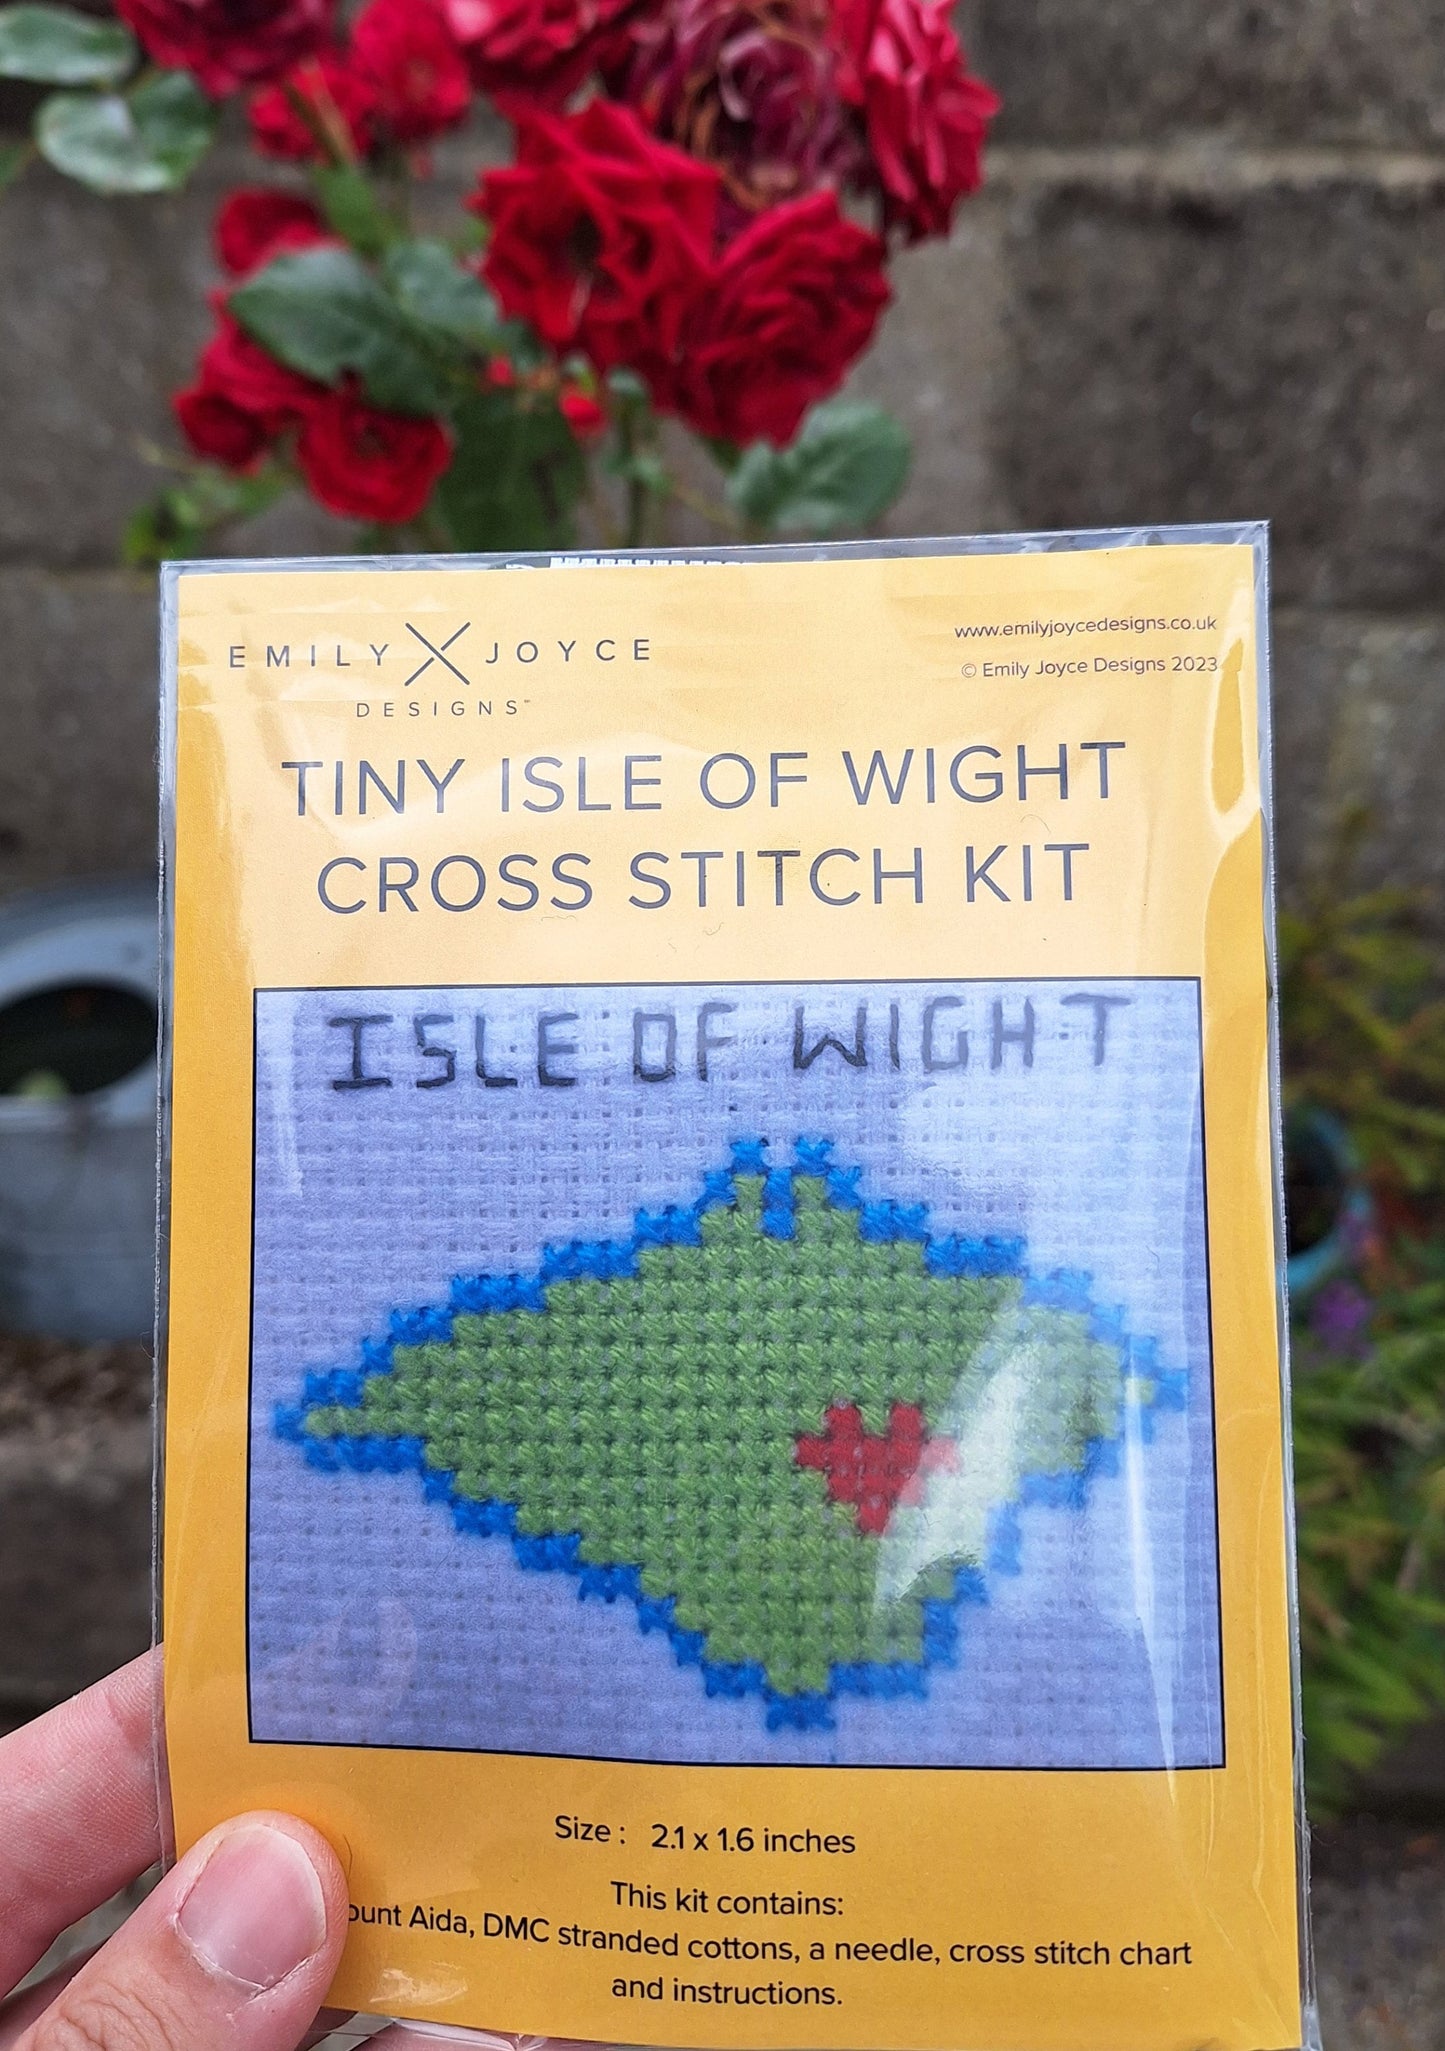 EMILY JOYCE
DESIGNS™
www.emilyjoycedesigns.co.uk
© Emily Joyce Designs 2023
TINY ISLE OF WIGHT
CROSS STITCH KIT
ISLE OF WIGHT
Size : 2.1 x 1.6 inches
This kit contains:
Aida, DMC stranded cottons, a needle, cross stitch chart
and instructions.